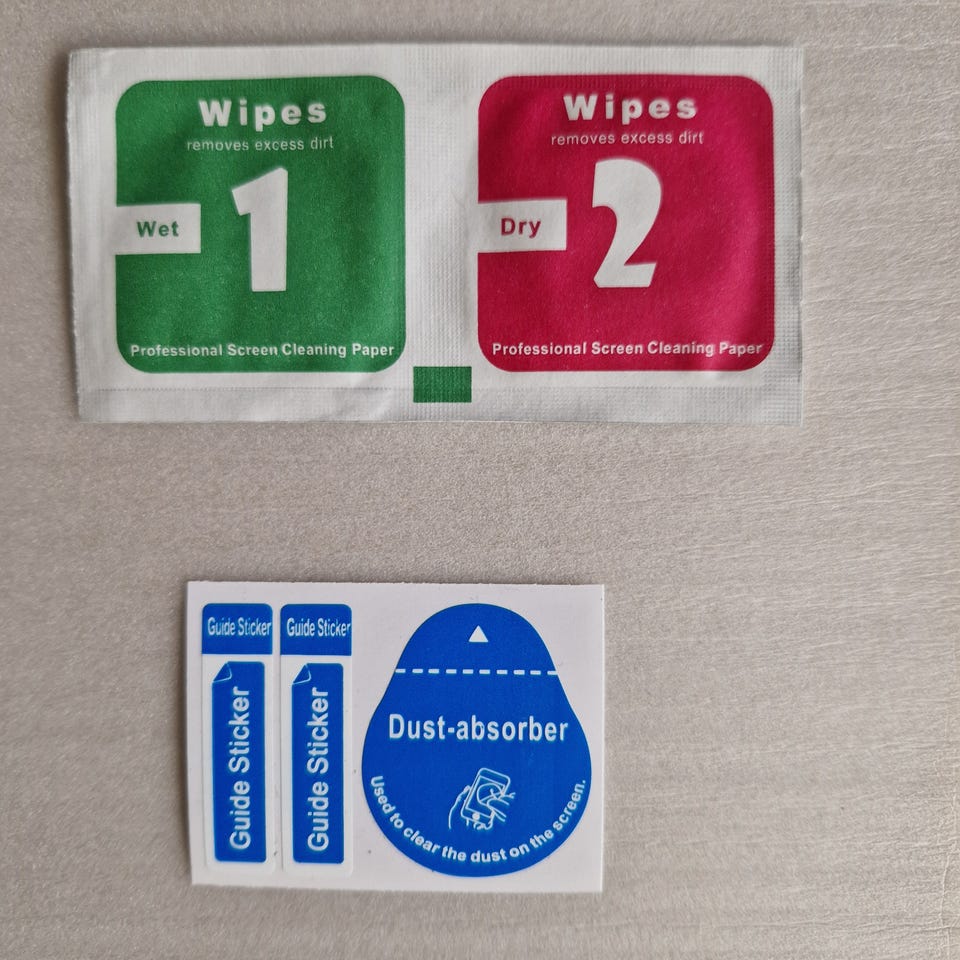 Wipes
removes excess dirt
Wet
1
Professional Screen Cleaning Paper
Wipes
removes excess dirt
Dry
2
Professional Screen Cleaning Paper
Guide Sticker
Guide Sticker
Guide Sticker
Guide Sticker
Dust-absorber
Used to clear the dust on the screen.